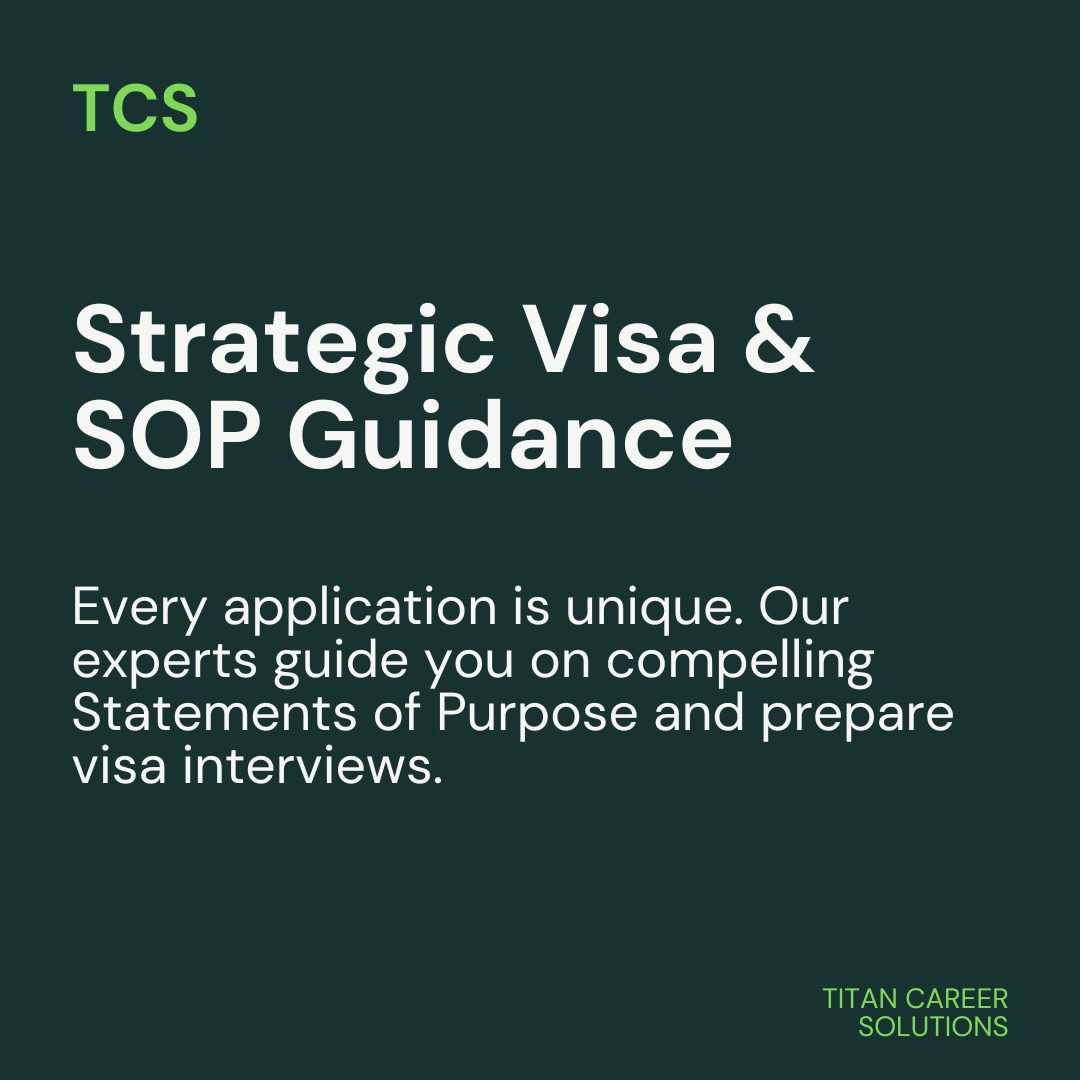 TCS
Strategic Visa &
SOP Guidance
Every application is unique. Our
experts guide you on compelling
Statements of Purpose and prepare
visa interviews.
TITAN CAREER
SOLUTIONS